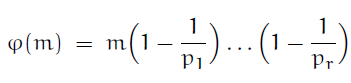 φ(m) = m(1 − 1/p₁) … (1 − 1/pᵣ)